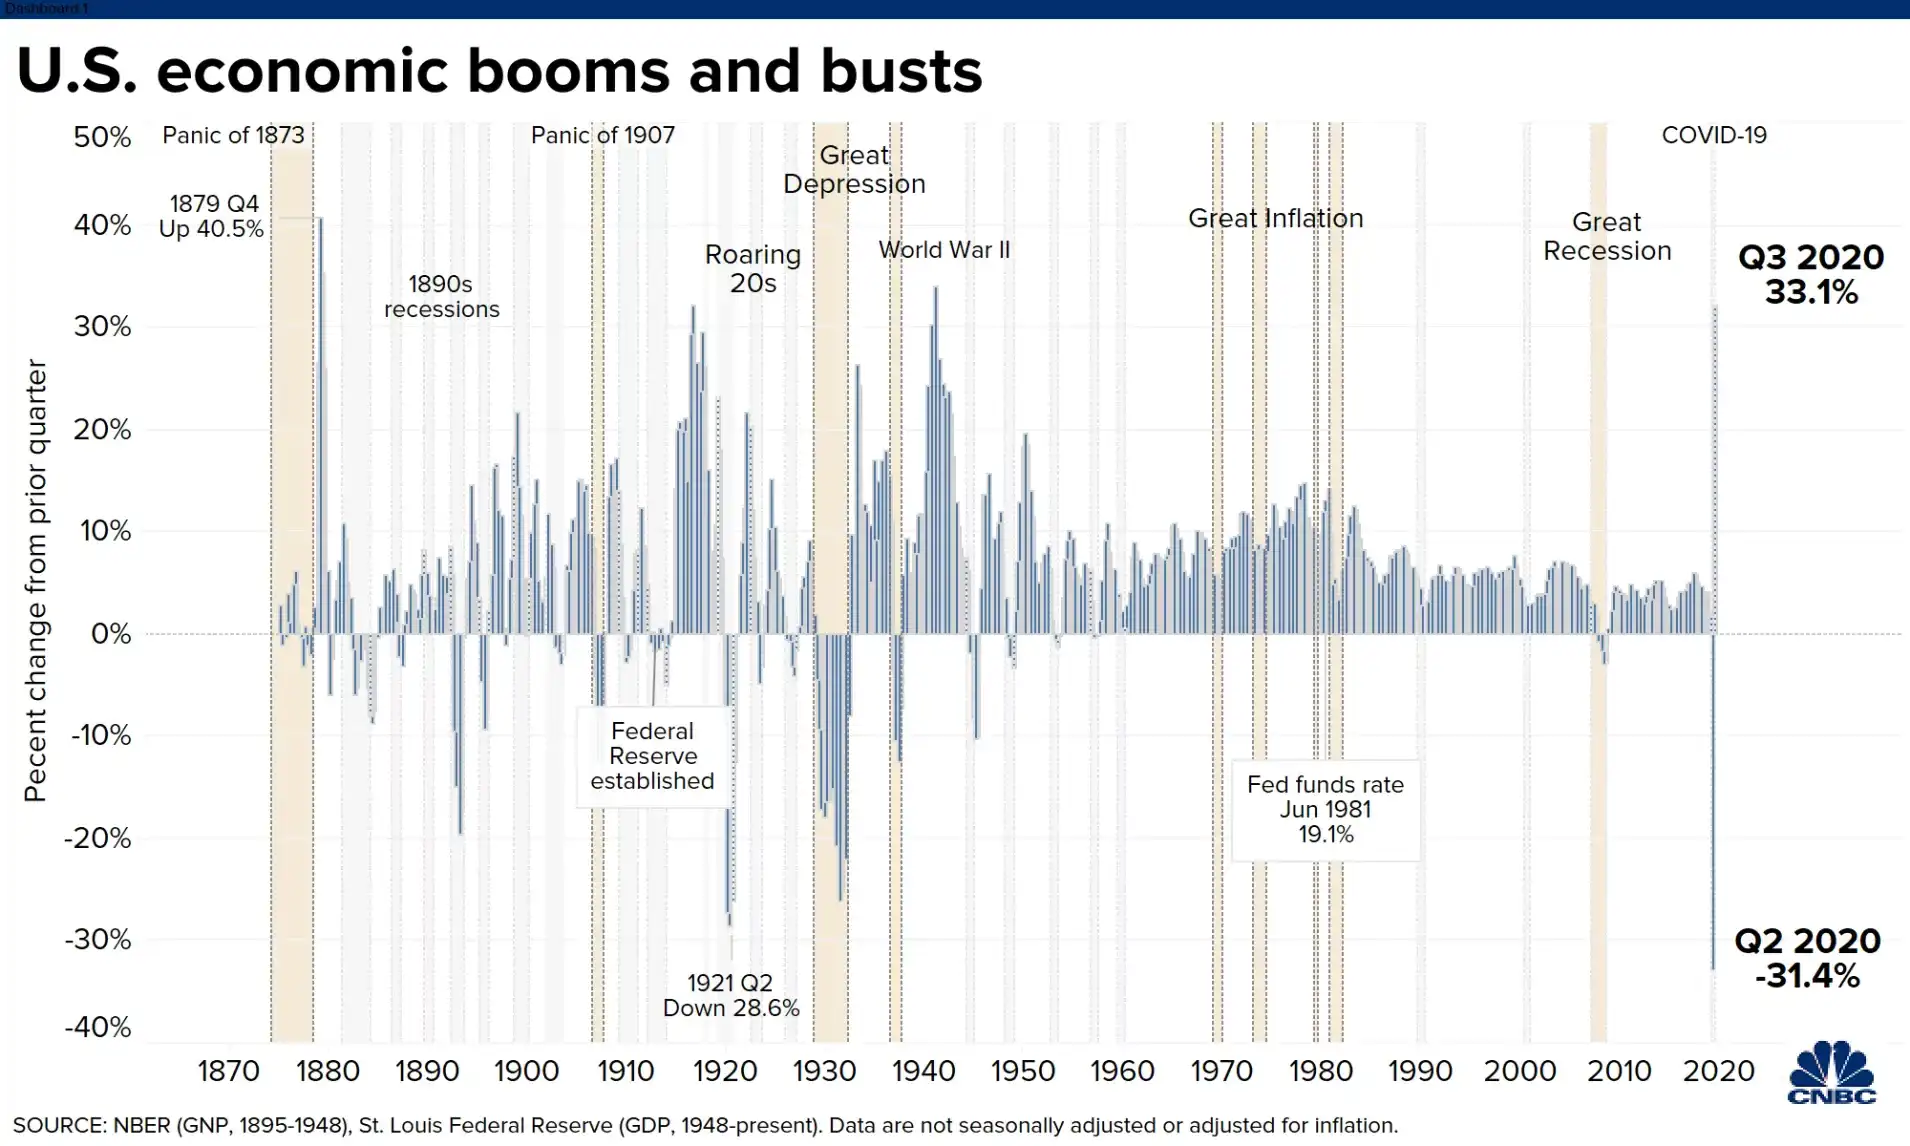 Dashboard 1
U.S. economic booms and busts
Pecent change from prior quarter
50%
40%
30%
20%
10%
0%
-10%
-20%
-30%
-40%
Panic of 1873
Panic of 1907
COVID-19
Great
Depression
1879 Q4
Up 40.5%
Great Inflation
Great
Recession
Roaring
20s
World War II
Q3 2020
33.1%
1890s
recessions
Federal
Reserve
established
Fed funds rate
Jun 1981
19.1%
Q2 2020
-31.4%
1921 Q2
Down 28.6%
1870 1880 1890 1900 1910 1920 1930 1940 1950 1960 1970 1980 1990 2000 2010 2020
CNBC
SOURCE: NBER (GNP, 1895-1948), St. Louis Federal Reserve (GDP, 1948-present). Data are not seasonally adjusted or adjusted for inflation.